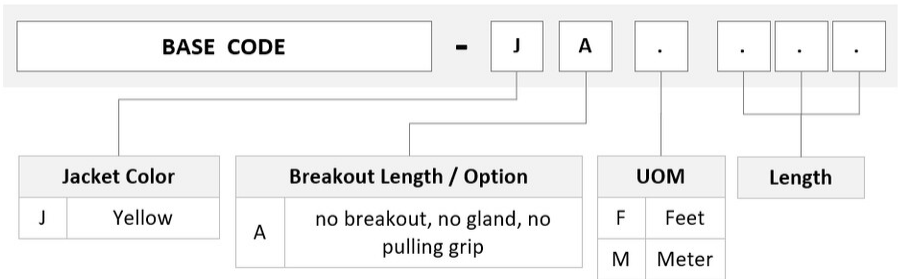 BASE CODE - J A . . . .
Jacket Color
J Yellow
Breakout Length / Option
A no breakout, no gland, no
pulling grip
UOM
F Feet
M Meter
Length